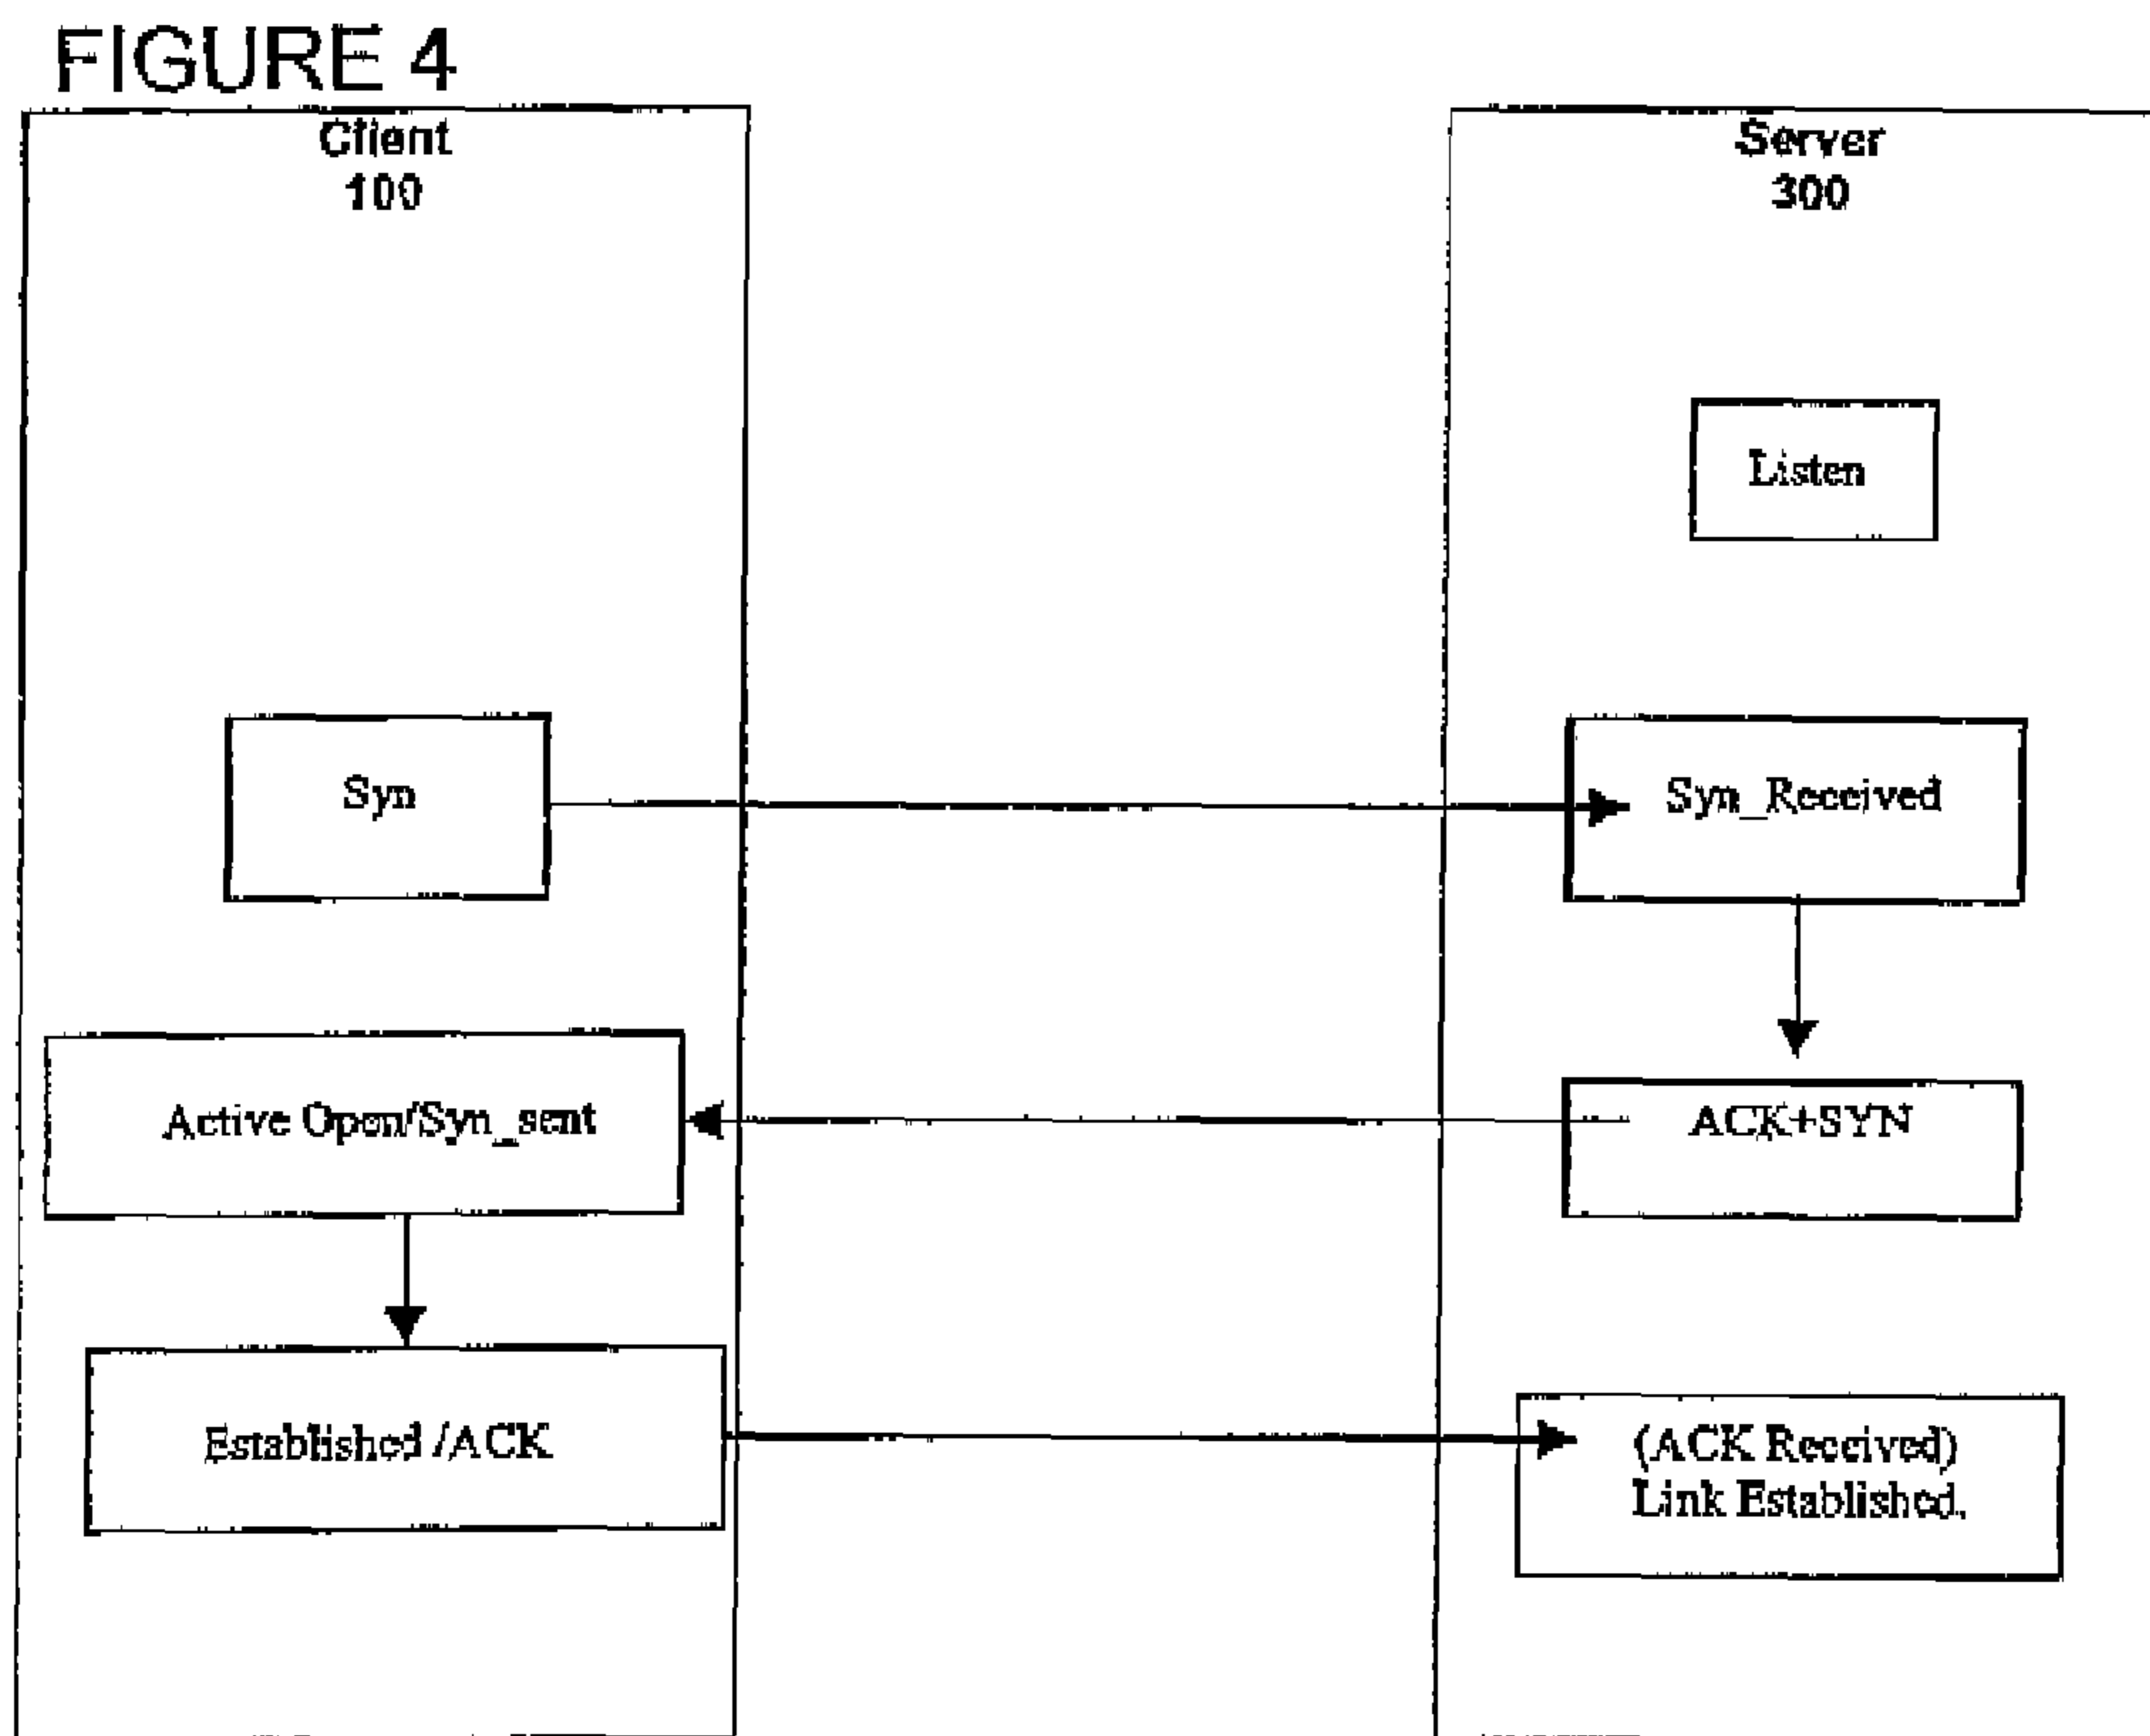 FIGURE 4
Client
100
Server
300
Listen
Syn
Syn_Received
Active Open/Syn_sent
ACK+SYN
Established /ACK
(ACK Received)
Link Established.